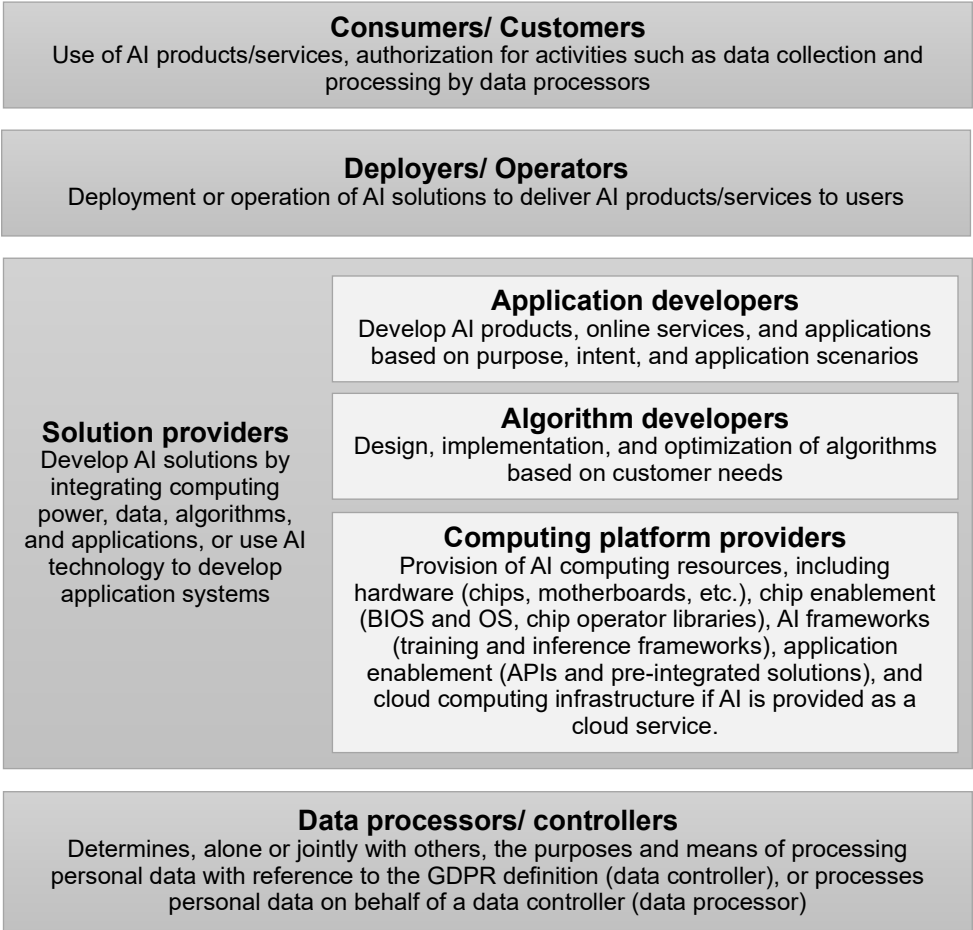 Consumers/ Customers
Use of AI products/services, authorization for activities such as data collection and
processing by data processors
Deployers/ Operators
Deployment or operation of AI solutions to deliver AI products/services to users
Solution providers
Develop AI solutions by
integrating computing
power, data, algorithms,
and applications, or use AI
technology to develop
application systems
Application developers
Develop AI products, online services, and applications
based on purpose, intent, and application scenarios
Algorithm developers
Design, implementation, and optimization of algorithms
based on customer needs
Computing platform providers
Provision of AI computing resources, including
hardware (chips, motherboards, etc.), chip enablement
(BIOS and OS, chip operator libraries), AI frameworks
(training and inference frameworks), application
enablement (APIs and pre-integrated solutions), and
cloud computing infrastructure if AI is provided as a
cloud service.
Data processors/ controllers
Determines, alone or jointly with others, the purposes and means of processing
personal data with reference to the GDPR definition (data controller), or processes
personal data on behalf of a data controller (data processor)